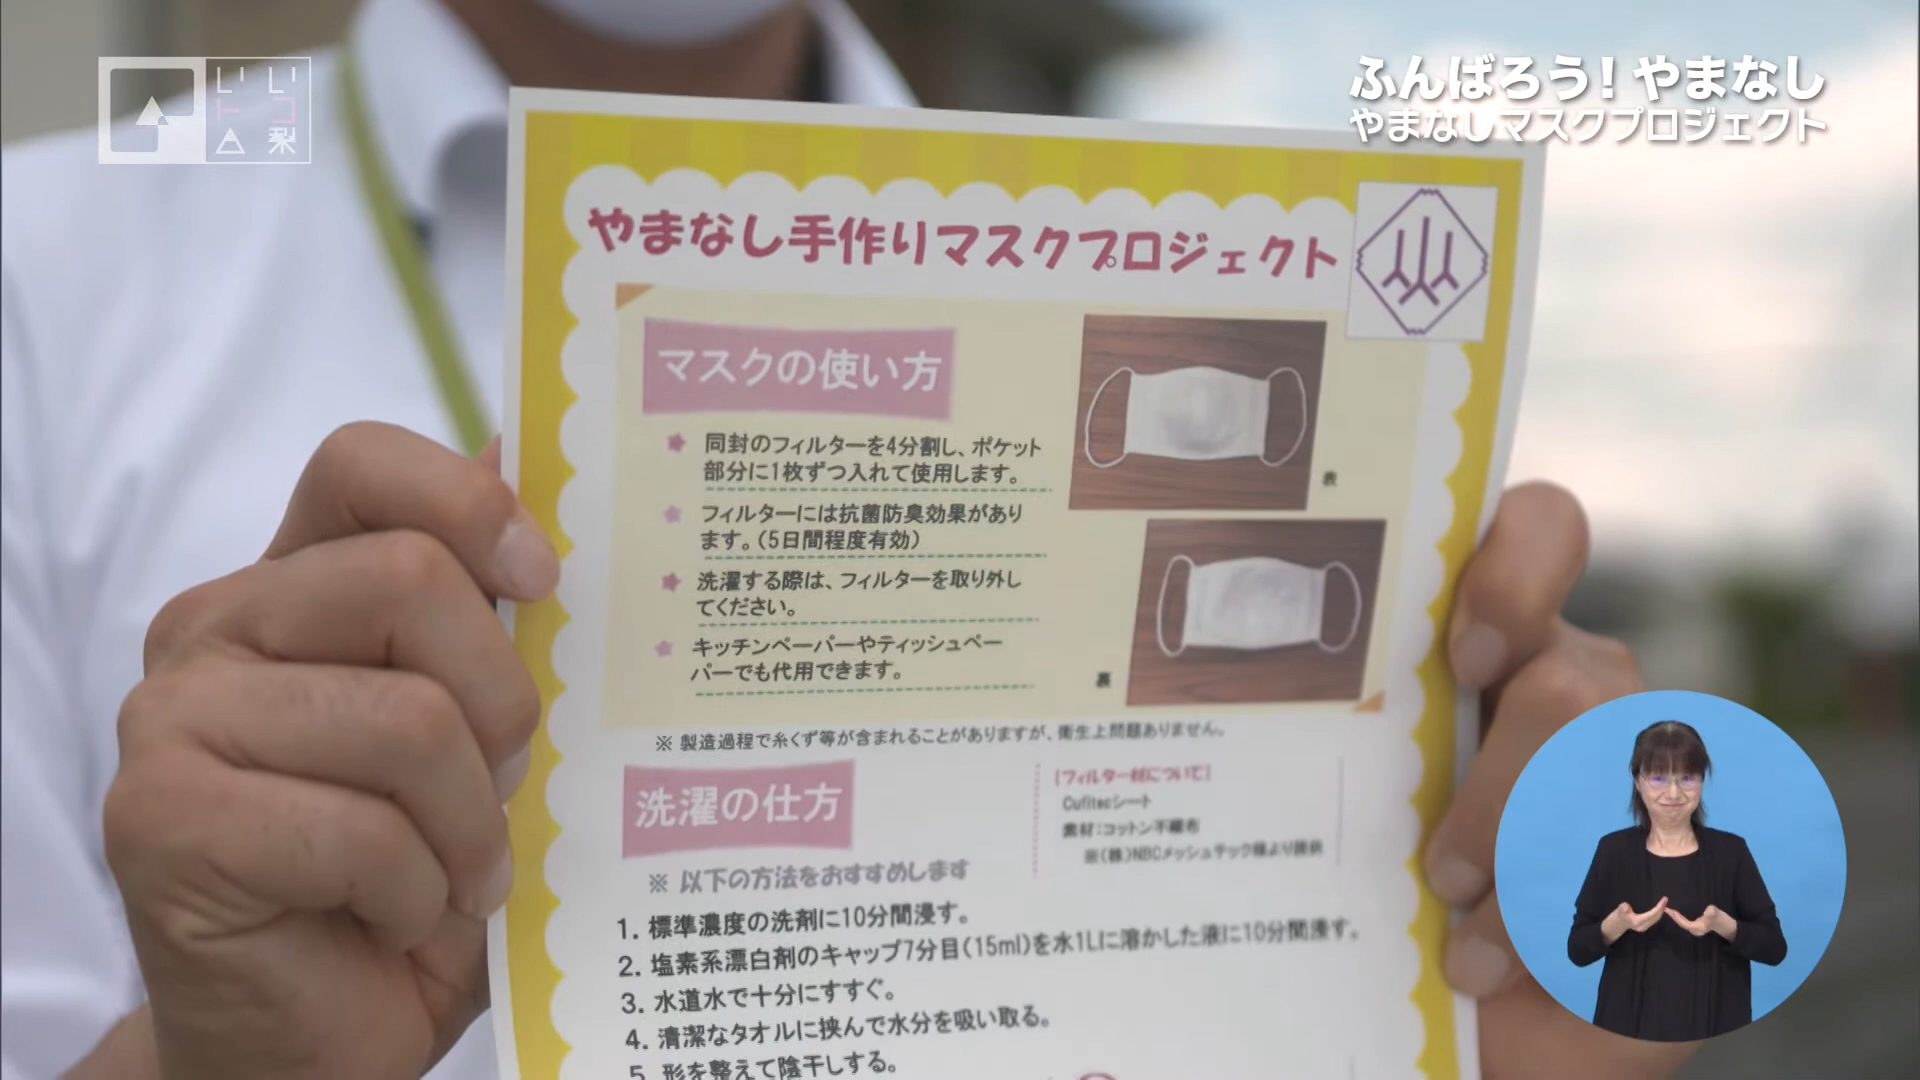 いいトコ山梨
ふんばろう！やまなし
やまなしマスクプロジェクト
やまなし手作りマスクプロジェクト
マスクの使い方
同封のフィルターを4分割し、ポケット
部分に1枚ずつ入れて使用します。
フィルターには抗菌防臭効果があり
ます。（5日間程度有効）
洗濯する際は、フィルターを取り外し
てください。
キッチンペーパーやティッシュペー
パーでも代用できます。
表
裏
※ 製造過程で糸くず等が含まれることがありますが、衛生上問題ありません。
洗濯の仕方
【フィルター材について】
Cufitecシート
素材：コットン不織布
※（株）NBCメッシュテック様より提供
※ 以下の方法をおすすめします
1. 標準濃度の洗剤に10分間浸す。
2. 塩素系漂白剤のキャップ7分目（15ml）を水1Lに溶かした液に10分間浸す。
3. 水道水で十分にすすぐ。
4. 清潔なタオルに挟んで水分を吸い取る。
5. 形を整えて陰干しする。